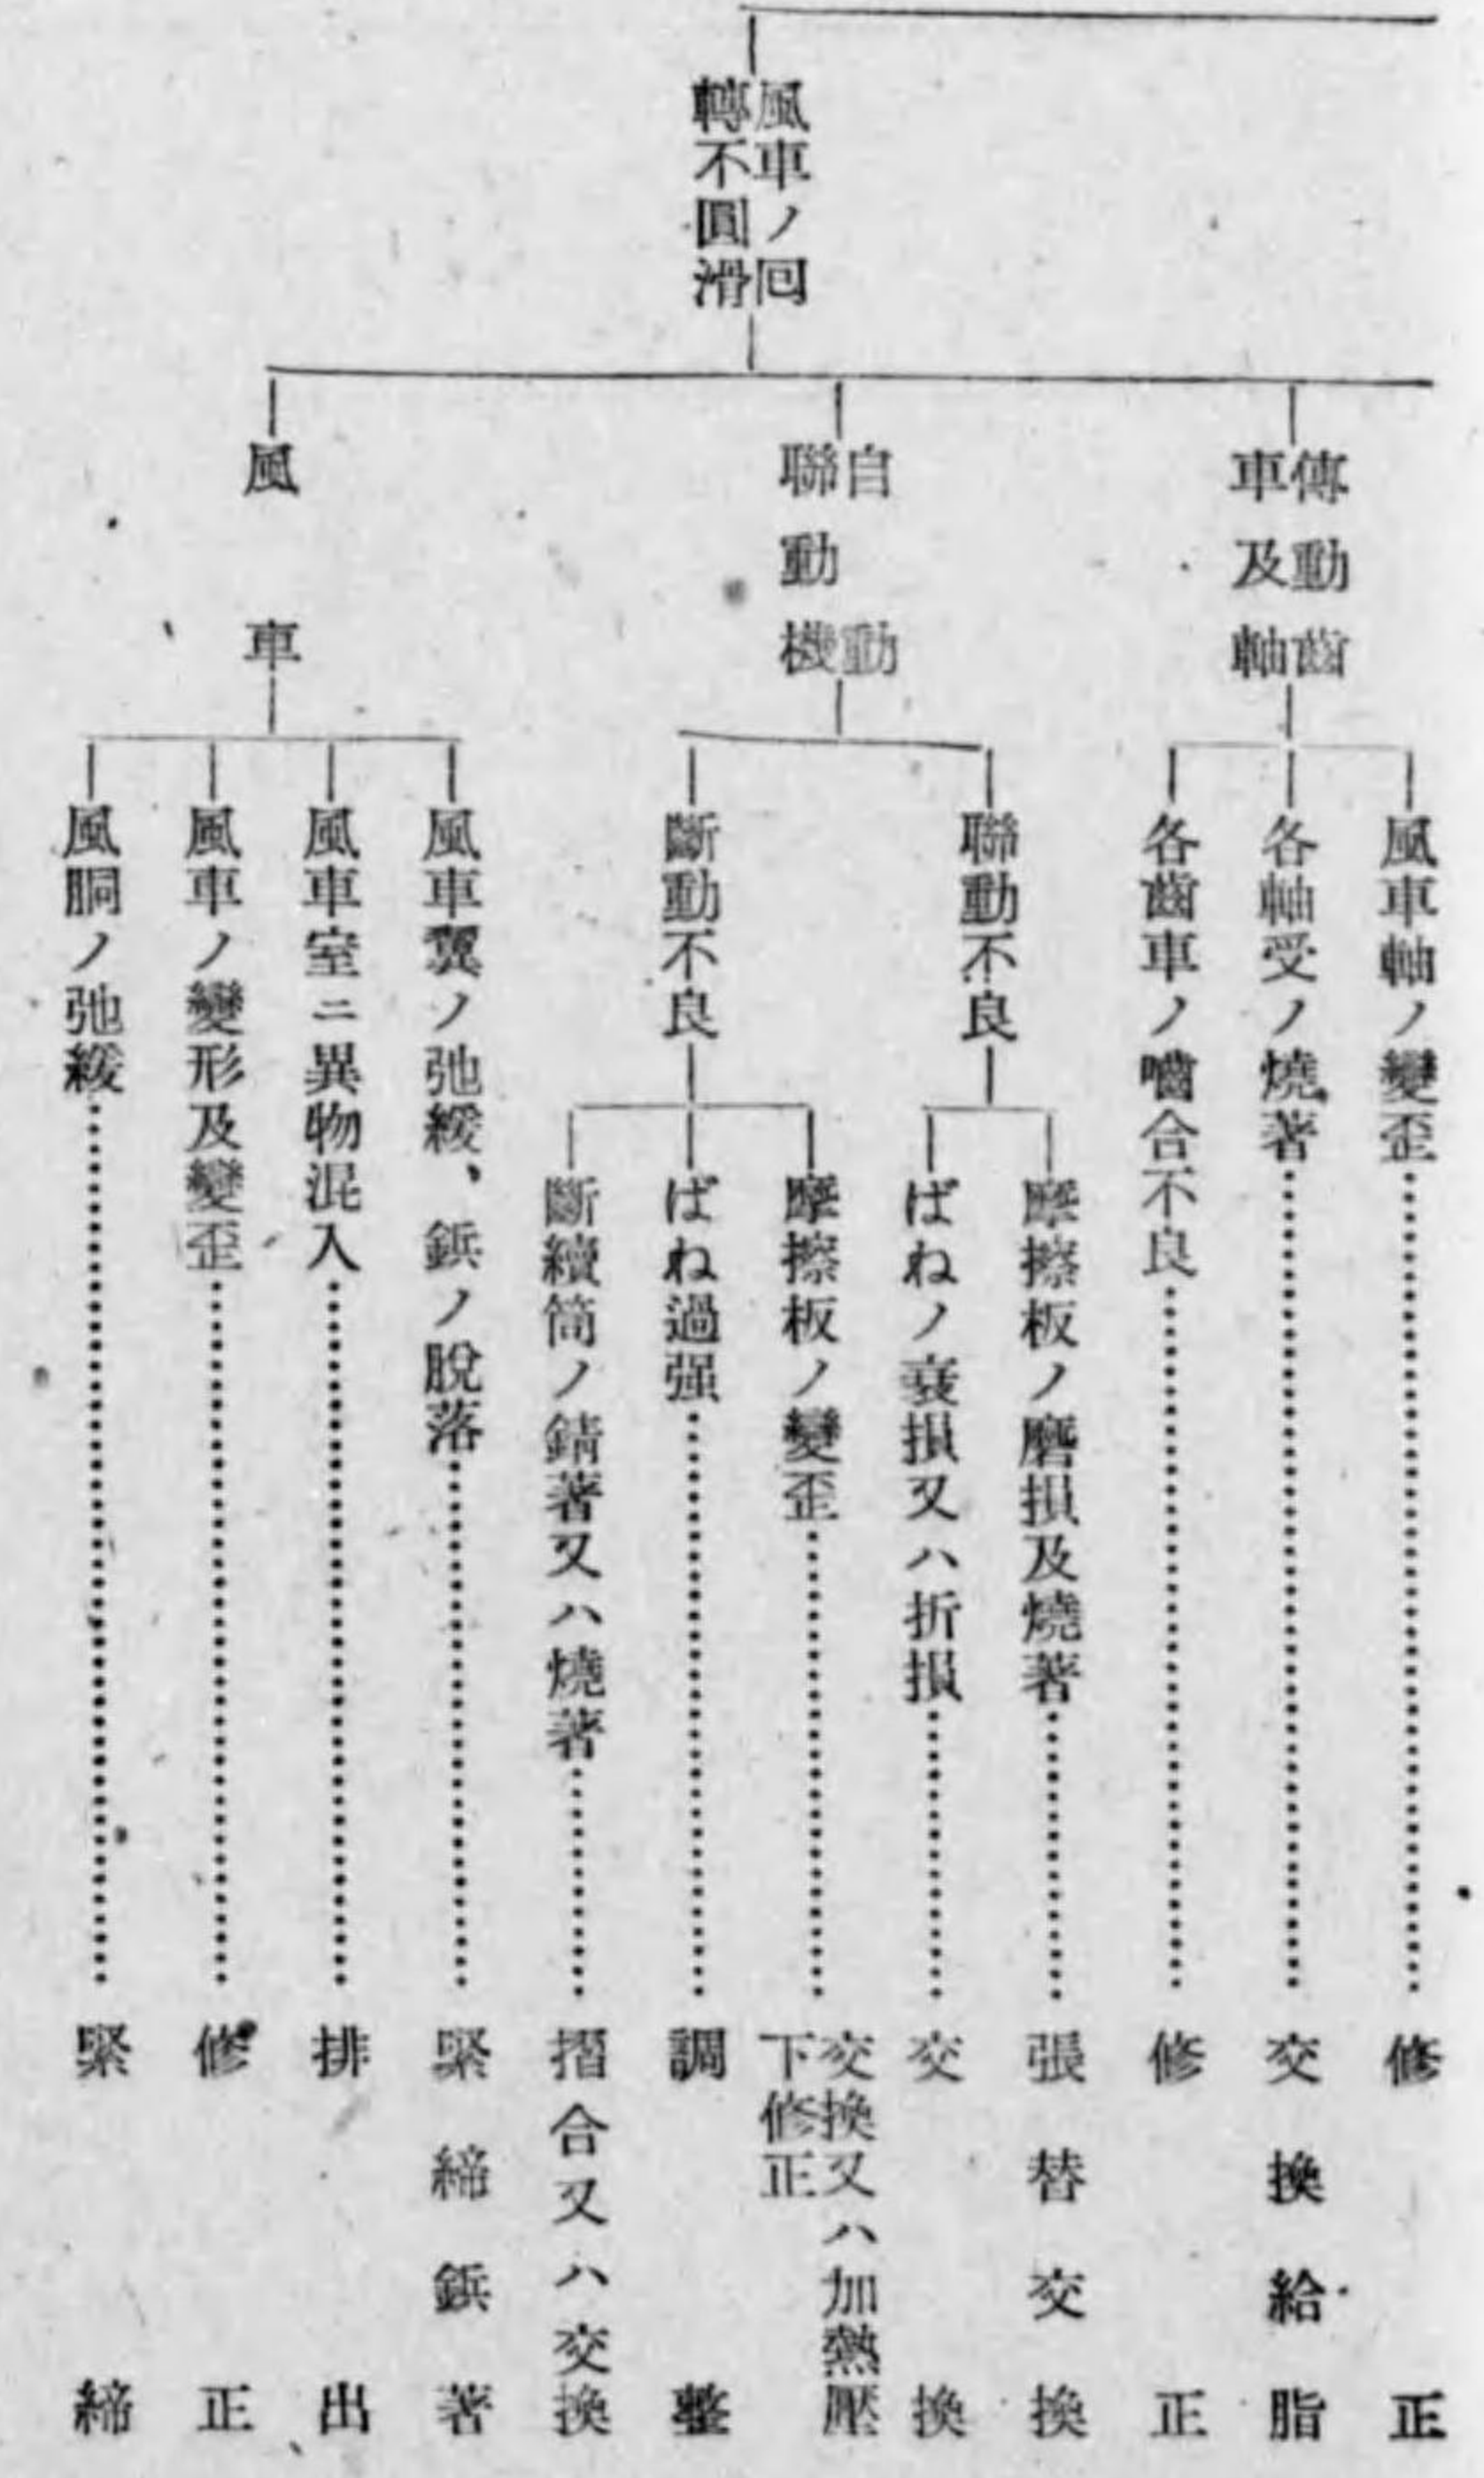 風車ノ回
轉不圓滑
傳動齒
車及軸
風車軸ノ變歪……修正
各軸受ノ燒著……交換給脂
各齒車ノ嚙合不良……修正
自動
聯動機
聯動不良
摩擦板ノ磨損及燒著……張替交換
ばねノ衰損又ハ折損……交換
斷動不良
摩擦板ノ變歪……交換又ハ加熱壓
下修正
ばね過强……調整
斷續筒ノ錆著又ハ燒著……摺合又ハ交換
風車
風車翼ノ弛緩、鋲ノ脫落……緊締鋲著
風車室ニ異物混入……排出
風車ノ變形及變歪……修正
風胴ノ弛緩……緊締